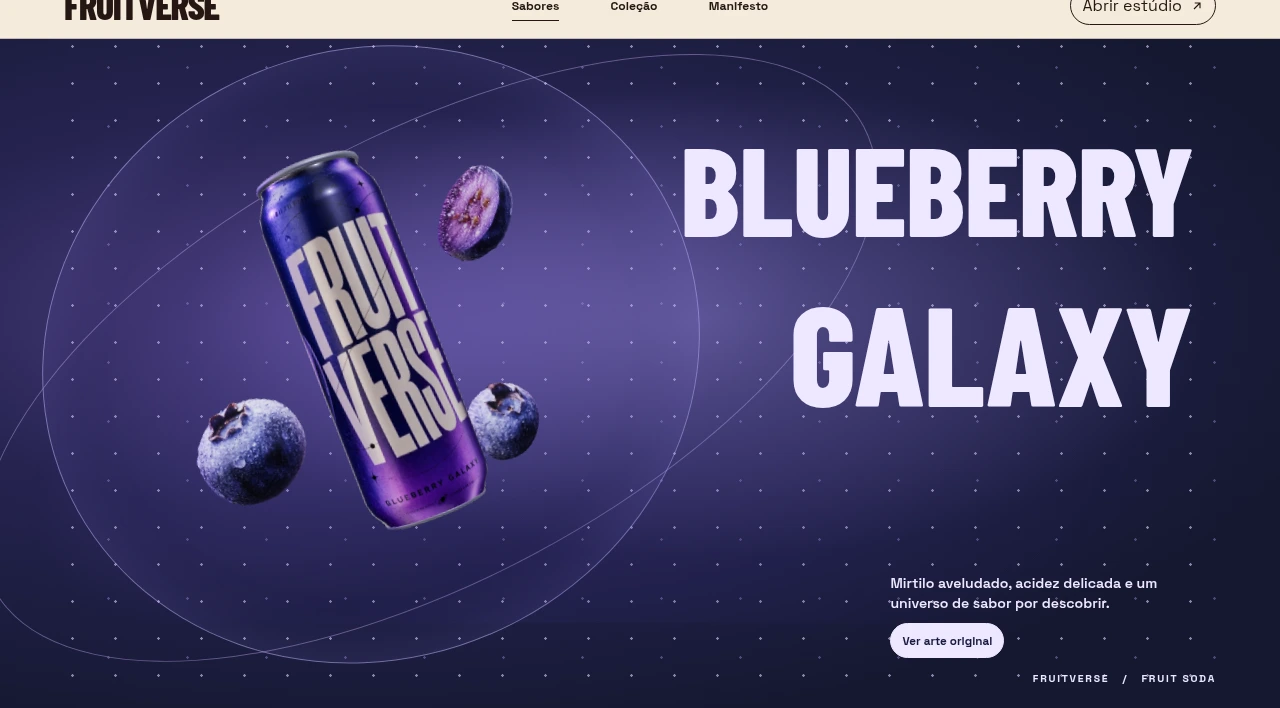 FRUITVERSE
Sabores
Coleção
Manifesto
Abrir estúdio ↗
BLUEBERRY
GALAXY
FRUIT
VERSE
BLUEBERRY GALAXY
Mirtilo aveludado, acidez delicada e um
universo de sabor por descobrir.
Ver arte original
FRUITVERSE / FRUIT SODA